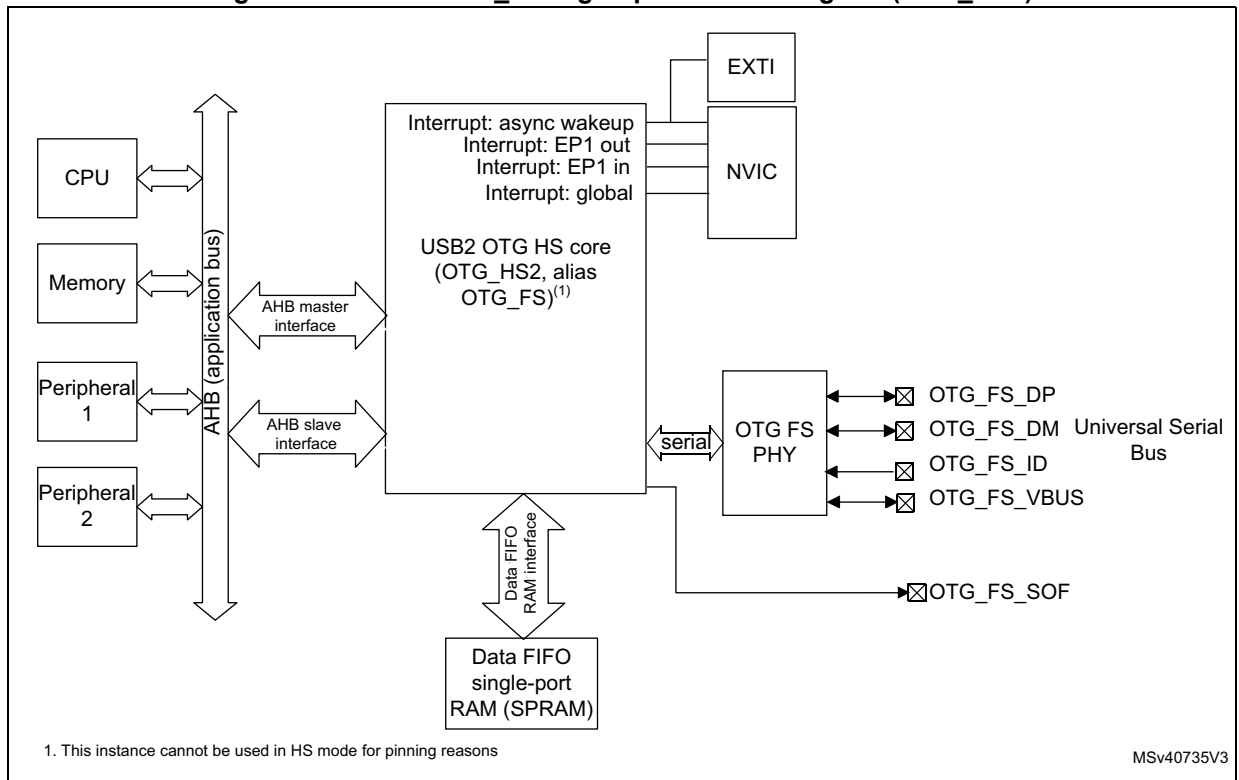 EXTI
Interrupt: async wakeup
Interrupt: EP1 out
Interrupt: EP1 in
Interrupt: global
NVIC
CPU
Memory
Peripheral
1
Peripheral
2
AHB (application bus)
AHB master
interface
AHB slave
interface
USB2 OTG HS core
(OTG_HS2, alias
OTG_FS)(1)
serial
OTG FS
PHY
OTG_FS_DP
OTG_FS_DM
OTG_FS_ID
OTG_FS_VBUS
Universal Serial
Bus
OTG_FS_SOF
Data FIFO
RAM interface
Data FIFO
single-port
RAM (SPRAM)
1. This instance cannot be used in HS mode for pinning reasons
MSv40735V3